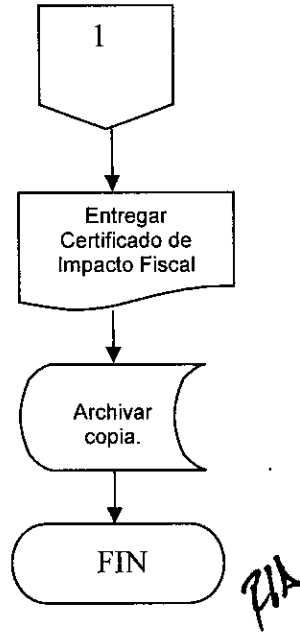 1
Entregar
Certificado de
Impacto Fiscal
Archivar
copia.
FIN